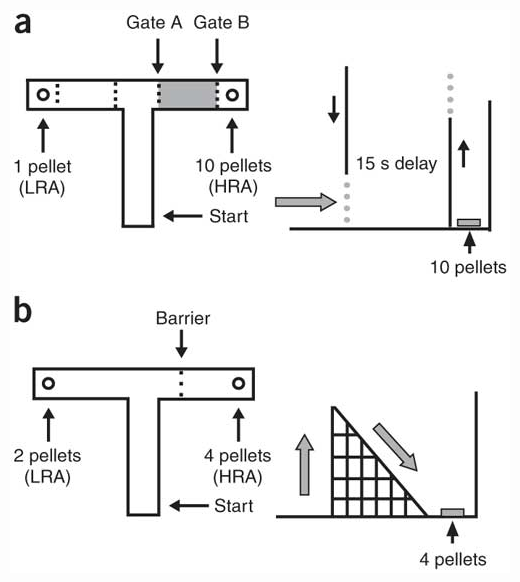 a
Gate A Gate B
1 pellet
(LRA)
10 pellets
(HRA)
Start
15 s delay
10 pellets
b
Barrier
2 pellets
(LRA)
4 pellets
(HRA)
Start
4 pellets